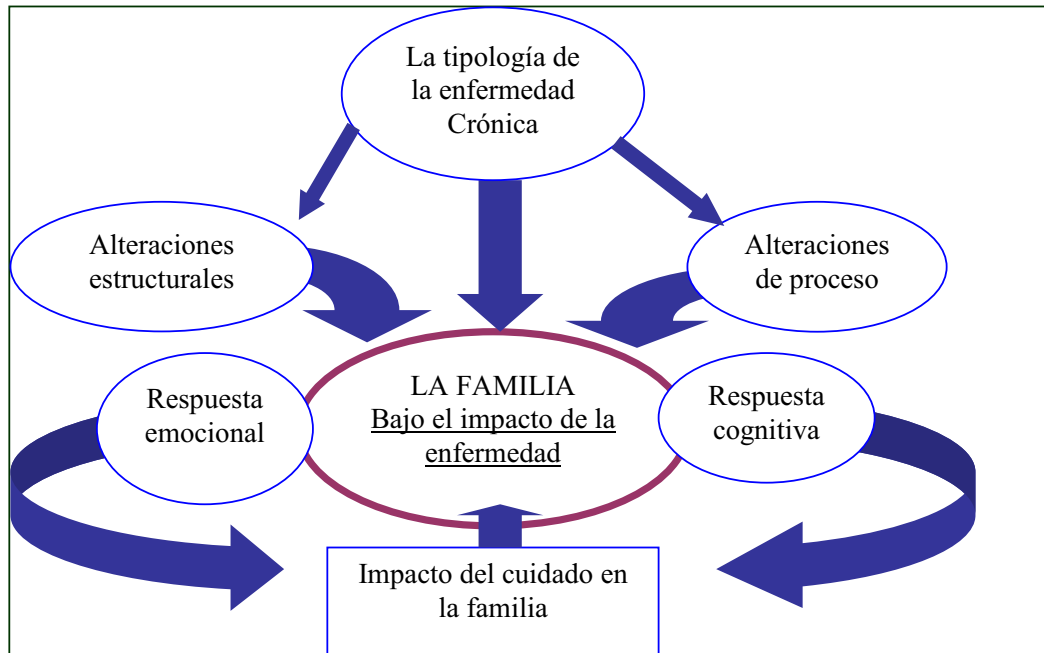 La tipología de
la enfermedad
Crónica
Alteraciones
estructurales
Alteraciones
de proceso
LA FAMILIA
Bajo el impacto de la
enfermedad
Respuesta
emocional
Respuesta
cognitiva
Impacto del cuidado en
la familia